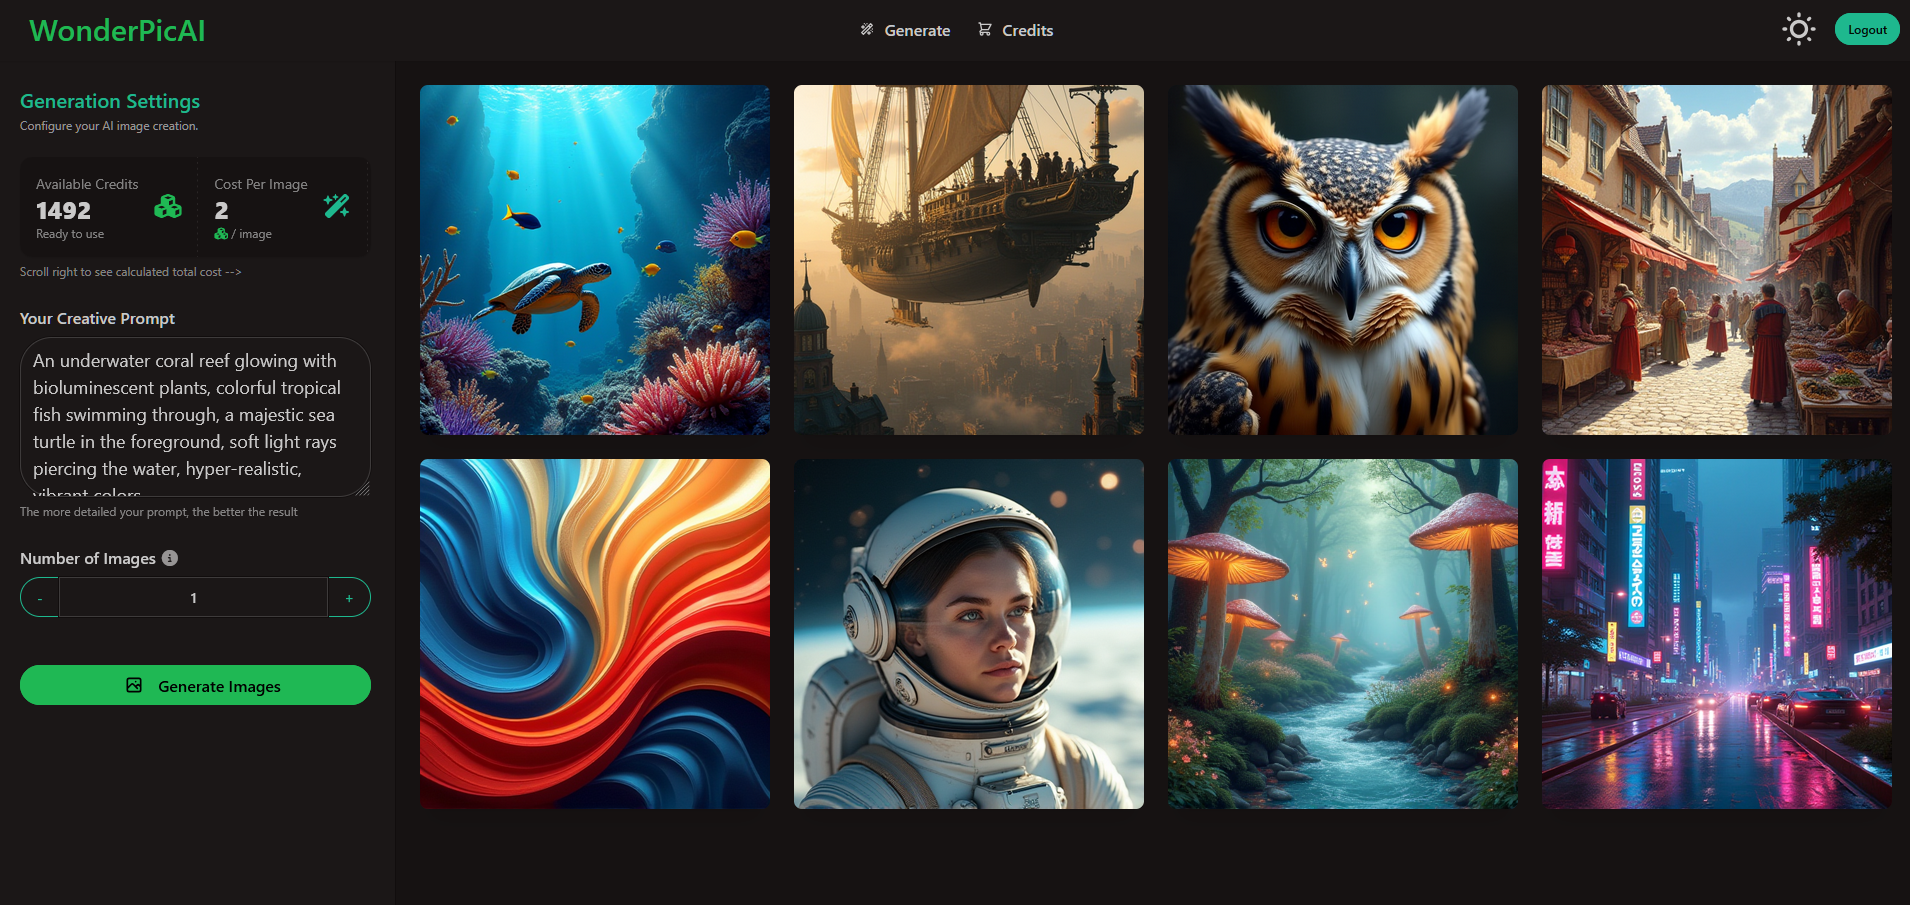 WonderPicAI
Generate
Credits
Logout
Generation Settings
Configure your AI image creation.
Available Credits
1492
Ready to use
Cost Per Image
2
/ image
Scroll right to see calculated total cost -->
Your Creative Prompt
An underwater coral reef glowing with
bioluminescent plants, colorful tropical
fish swimming through, a majestic sea
turtle in the foreground, soft light rays
piercing the water, hyper-realistic,
vibrant colors
The more detailed your prompt, the better the result
Number of Images
-
1
+
Generate Images